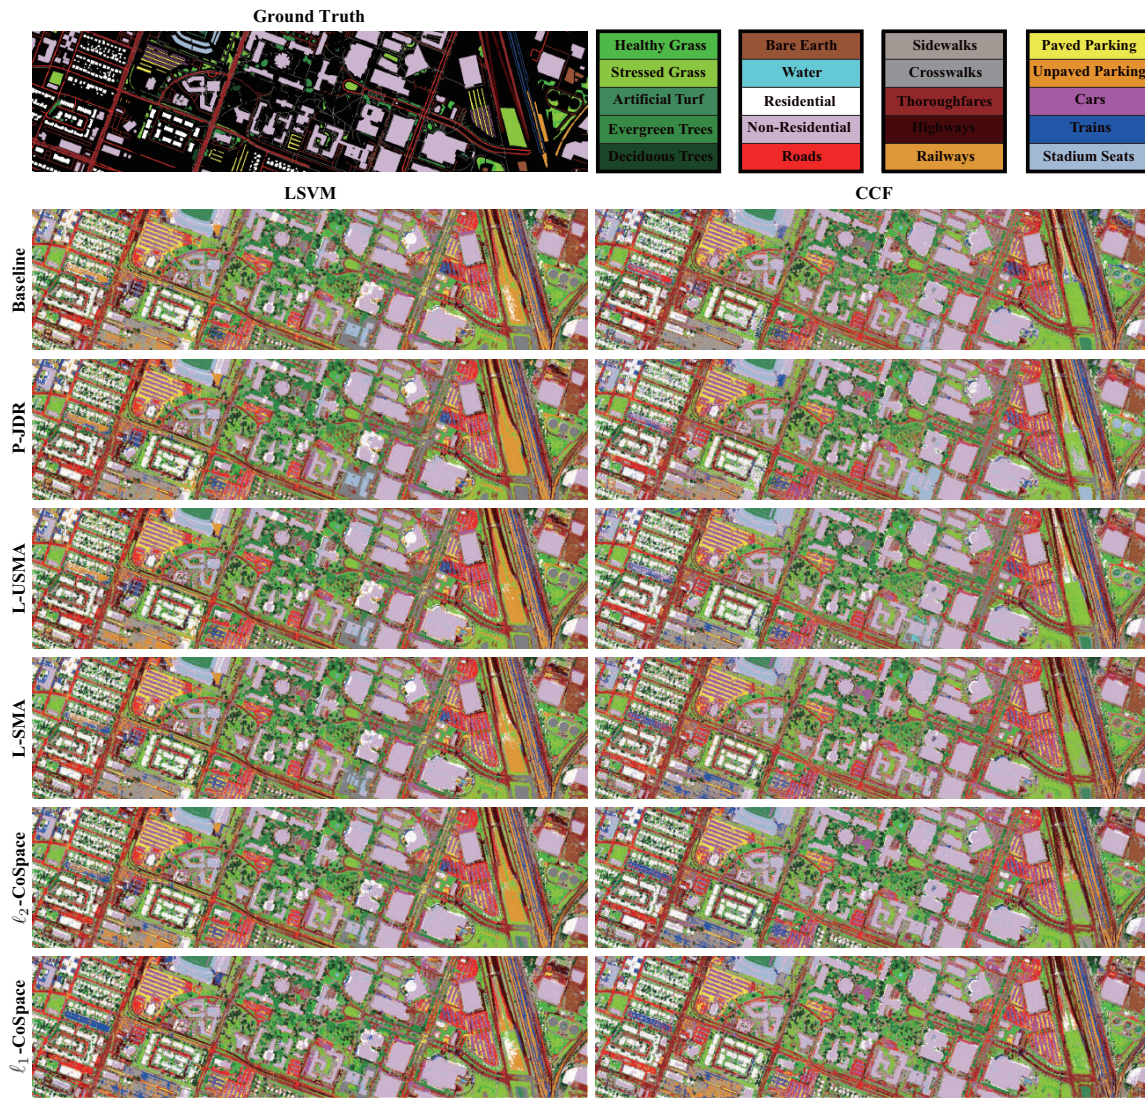 Ground Truth
Healthy Grass
Stressed Grass
Artificial Turf
Evergreen Trees
Deciduous Trees
Bare Earth
Water
Residential
Non-Residential
Roads
Sidewalks
Crosswalks
Thoroughfares
Highways
Railways
Paved Parking
Unpaved Parking
Cars
Trains
Stadium Seats
LSVM
CCF
Baseline
P-JDR
L-USMA
L-SMA
ℓ₂-CoSpace
ℓ₁-CoSpace